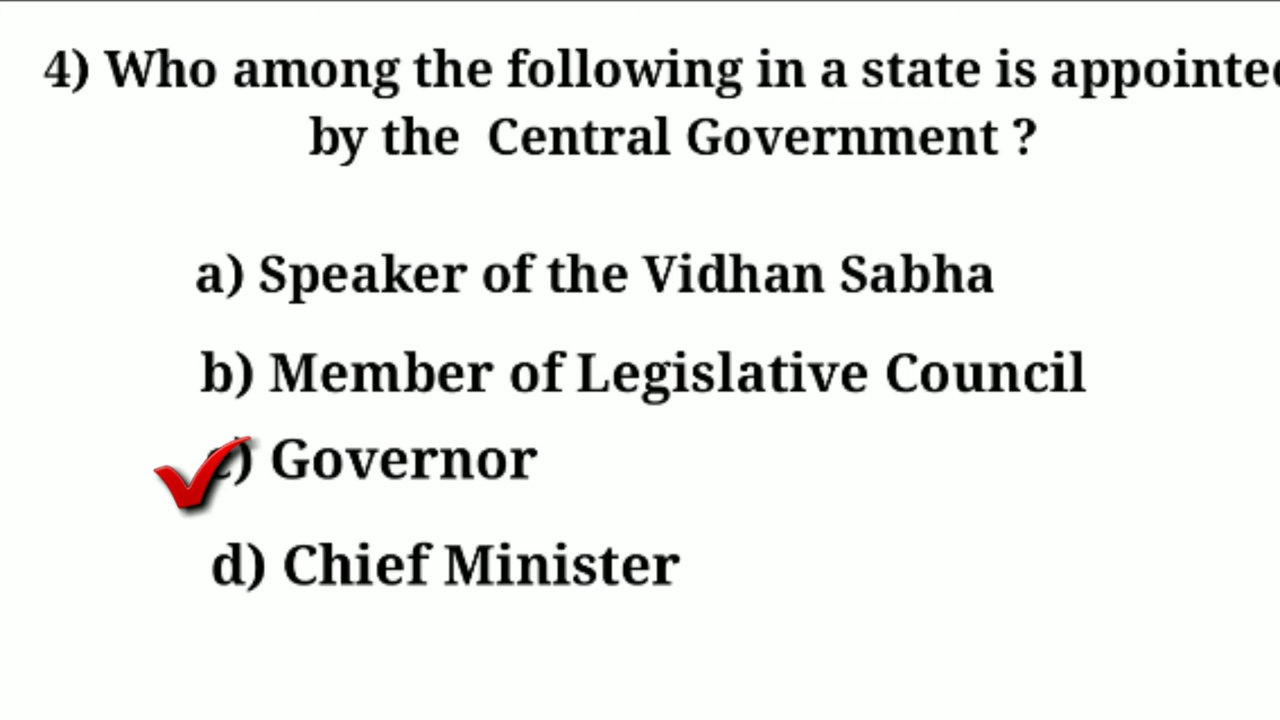 4) Who among the following in a state is appointed
by the Central Government ?
a) Speaker of the Vidhan Sabha
b) Member of Legislative Council
c) Governor
d) Chief Minister